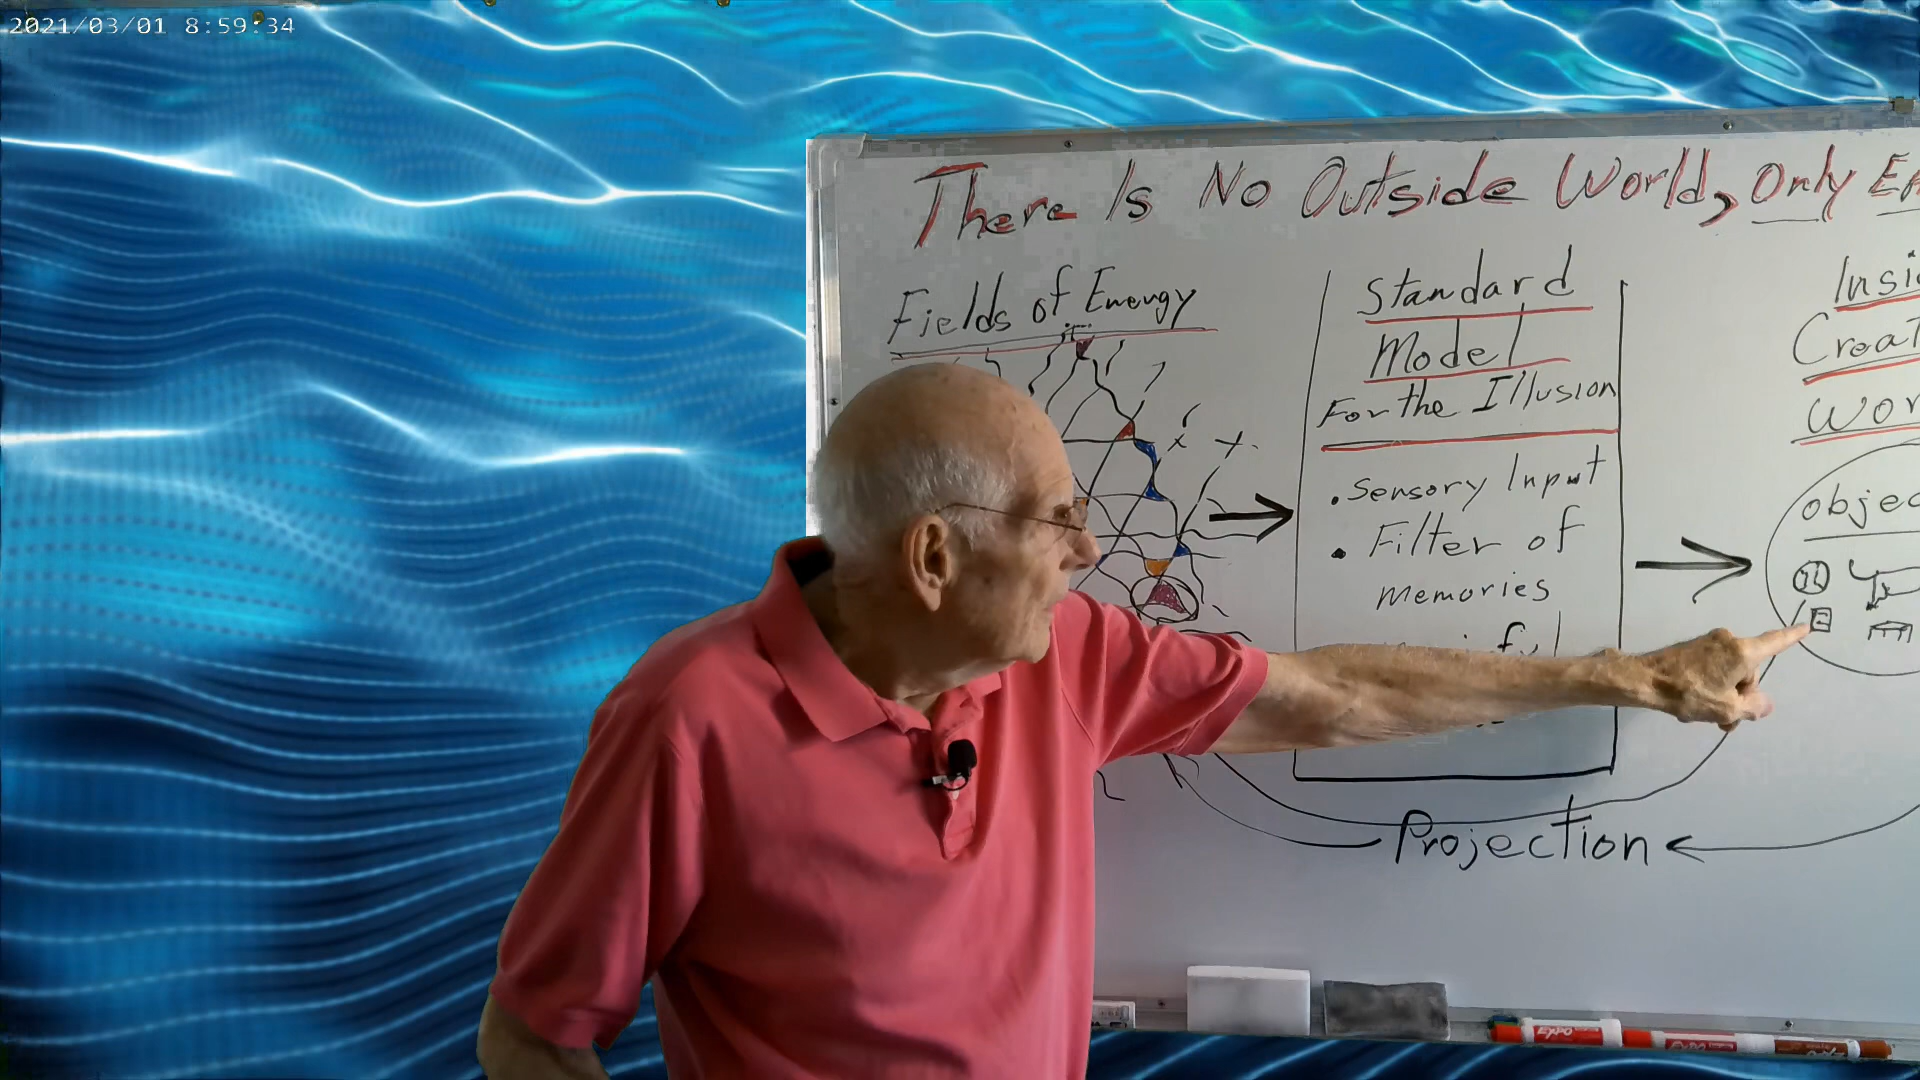 2021/03/01 8:59:34
There Is No Outside World, Only
Fields of Energy
Standard
Model
For the Illusion
• Sensory Input
• Filter of
memories
Projection
EXPO